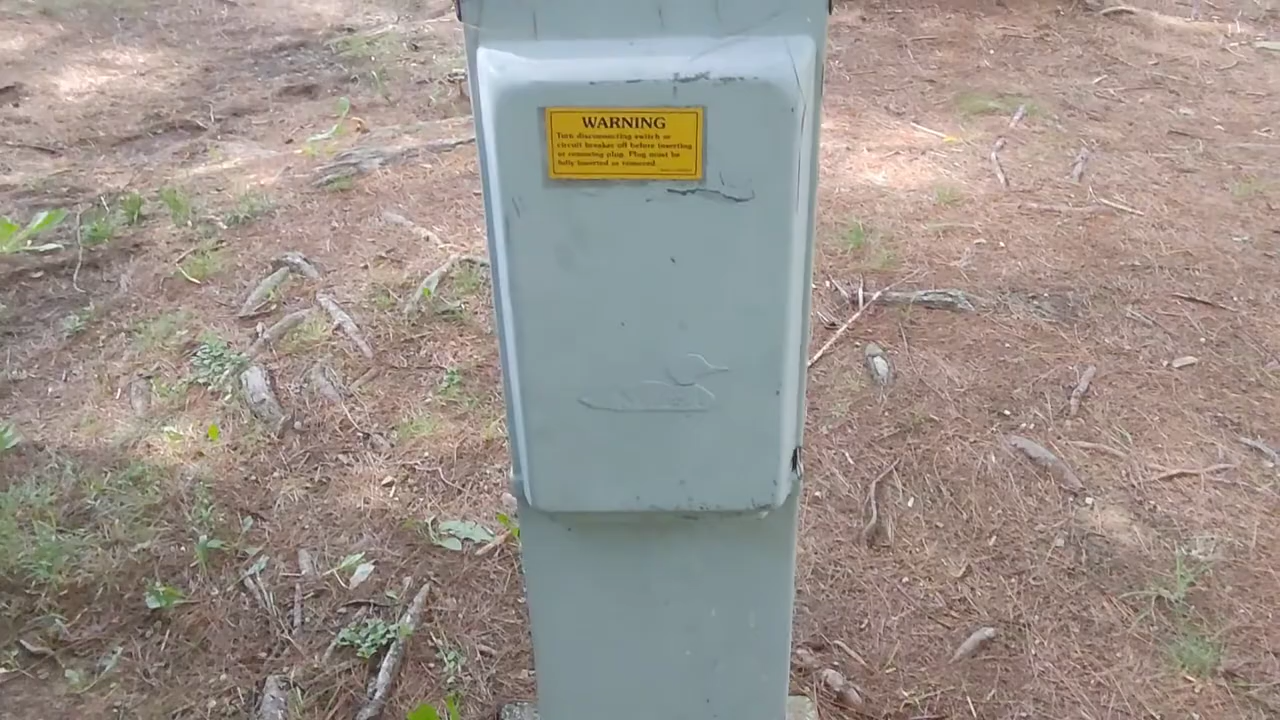 WARNING
Turn disconnecting switch or
circuit breaker off before inserting
or removing plug. Plug must be
fully inserted or removed.